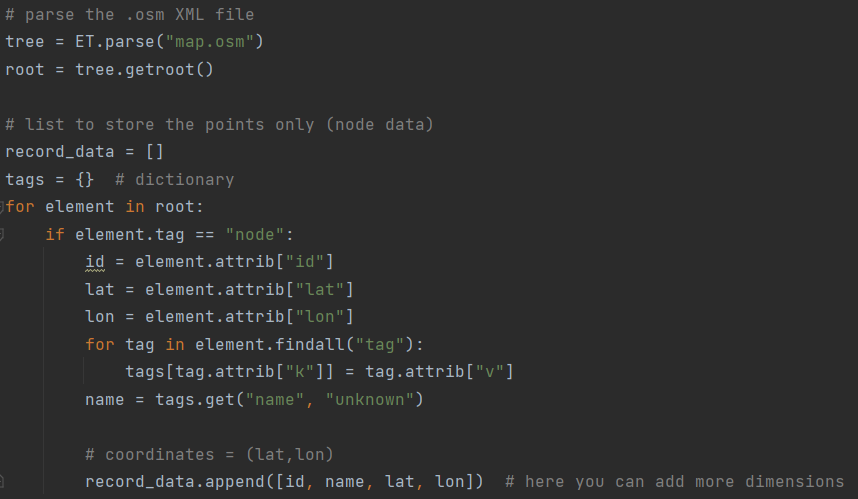 # parse the .osm XML file
tree = ET.parse("map.osm")
root = tree.getroot()
# list to store the points only (node data)
record_data = []
tags = {}  # dictionary
for element in root:
    if element.tag == "node":
        id = element.attrib["id"]
        lat = element.attrib["lat"]
        lon = element.attrib["lon"]
        for tag in element.findall("tag"):
            tags[tag.attrib["k"]] = tag.attrib["v"]
        name = tags.get("name", "unknown")
        # coordinates = (lat,lon)
        record_data.append([id, name, lat, lon])  # here you can add more dimensions